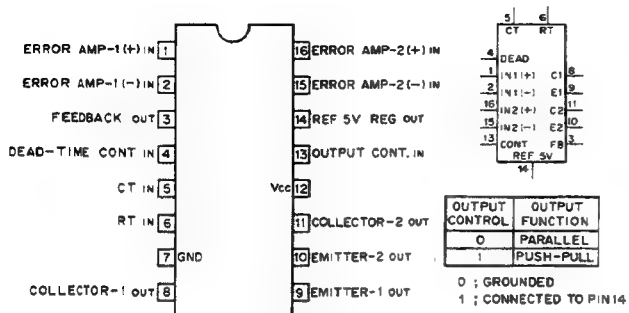 ERROR AMP-1(+) IN 1
ERROR AMP-1(-) IN 2
FEEDBACK OUT 3
DEAD-TIME CONT IN 4
CT IN 5
RT IN 6
7 GND
COLLECTOR-1 OUT 8
16 ERROR AMP-2(+) IN
15 ERROR AMP-2(-) IN
14 REF 5V REG OUT
13 OUTPUT CONT. IN
Vcc 12
11 COLLECTOR-2 OUT
10 EMITTER-2 OUT
9 EMITTER-1 OUT
5 6
CT RT
4 DEAD
1 IN1(+) C1 8
2 IN1(-) E1 9
16 IN2(+) C2 11
15 IN2(-) E2 10
13 CONT FB 3
REF 5V
14
OUTPUT CONTROL OUTPUT FUNCTION
0 PARALLEL
1 PUSH-PULL
0 ; GROUNDED
1 ; CONNECTED TO PIN 14